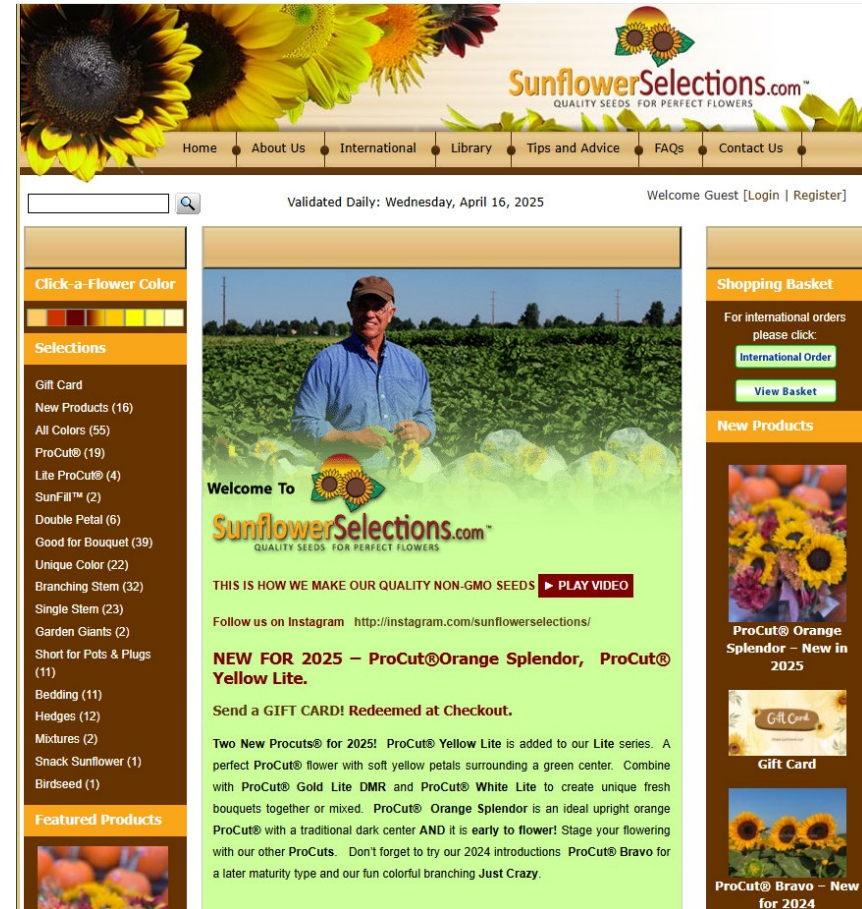 SunflowerSelections.com™
QUALITY SEEDS FOR PERFECT FLOWERS
Home
About Us
International
Library
Tips and Advice
FAQs
Contact Us
Validated Daily: Wednesday, April 16, 2025
Welcome Guest [Login | Register]
Click-a-Flower Color
Selections
Gift Card
New Products (16)
All Colors (55)
ProCut® (19)
Lite ProCut® (4)
SunFill™ (2)
Double Petal (6)
Good for Bouquet (39)
Unique Color (22)
Branching Stem (32)
Single Stem (23)
Garden Giants (2)
Short for Pots & Plugs
(11)
Bedding (11)
Hedges (12)
Mixtures (2)
Snack Sunflower (1)
Birdseed (1)
Featured Products
Welcome To
SunflowerSelections.com™
QUALITY SEEDS FOR PERFECT FLOWERS
THIS IS HOW WE MAKE OUR QUALITY NON-GMO SEEDS ► PLAY VIDEO
Follow us on Instagram http://instagram.com/sunflowerselections/
NEW FOR 2025 – ProCut®Orange Splendor, ProCut®
Yellow Lite.
Send a GIFT CARD! Redeemed at Checkout.
Two New Procuts® for 2025! ProCut® Yellow Lite is added to our Lite series. A
perfect ProCut® flower with soft yellow petals surrounding a green center. Combine
with ProCut® Gold Lite DMR and ProCut® White Lite to create unique fresh
bouquets together or mixed. ProCut® Orange Splendor is an ideal upright orange
ProCut® with a traditional dark center AND it is early to flower! Stage your flowering
with our other ProCuts. Don't forget to try our 2024 introductions ProCut® Bravo for
a later maturity type and our fun colorful branching Just Crazy.
Shopping Basket
For international orders
please click:
International Order
View Basket
New Products
ProCut® Orange
Splendor – New in
2025
Gift Card
Gift Card
ProCut® Bravo – New
for 2024